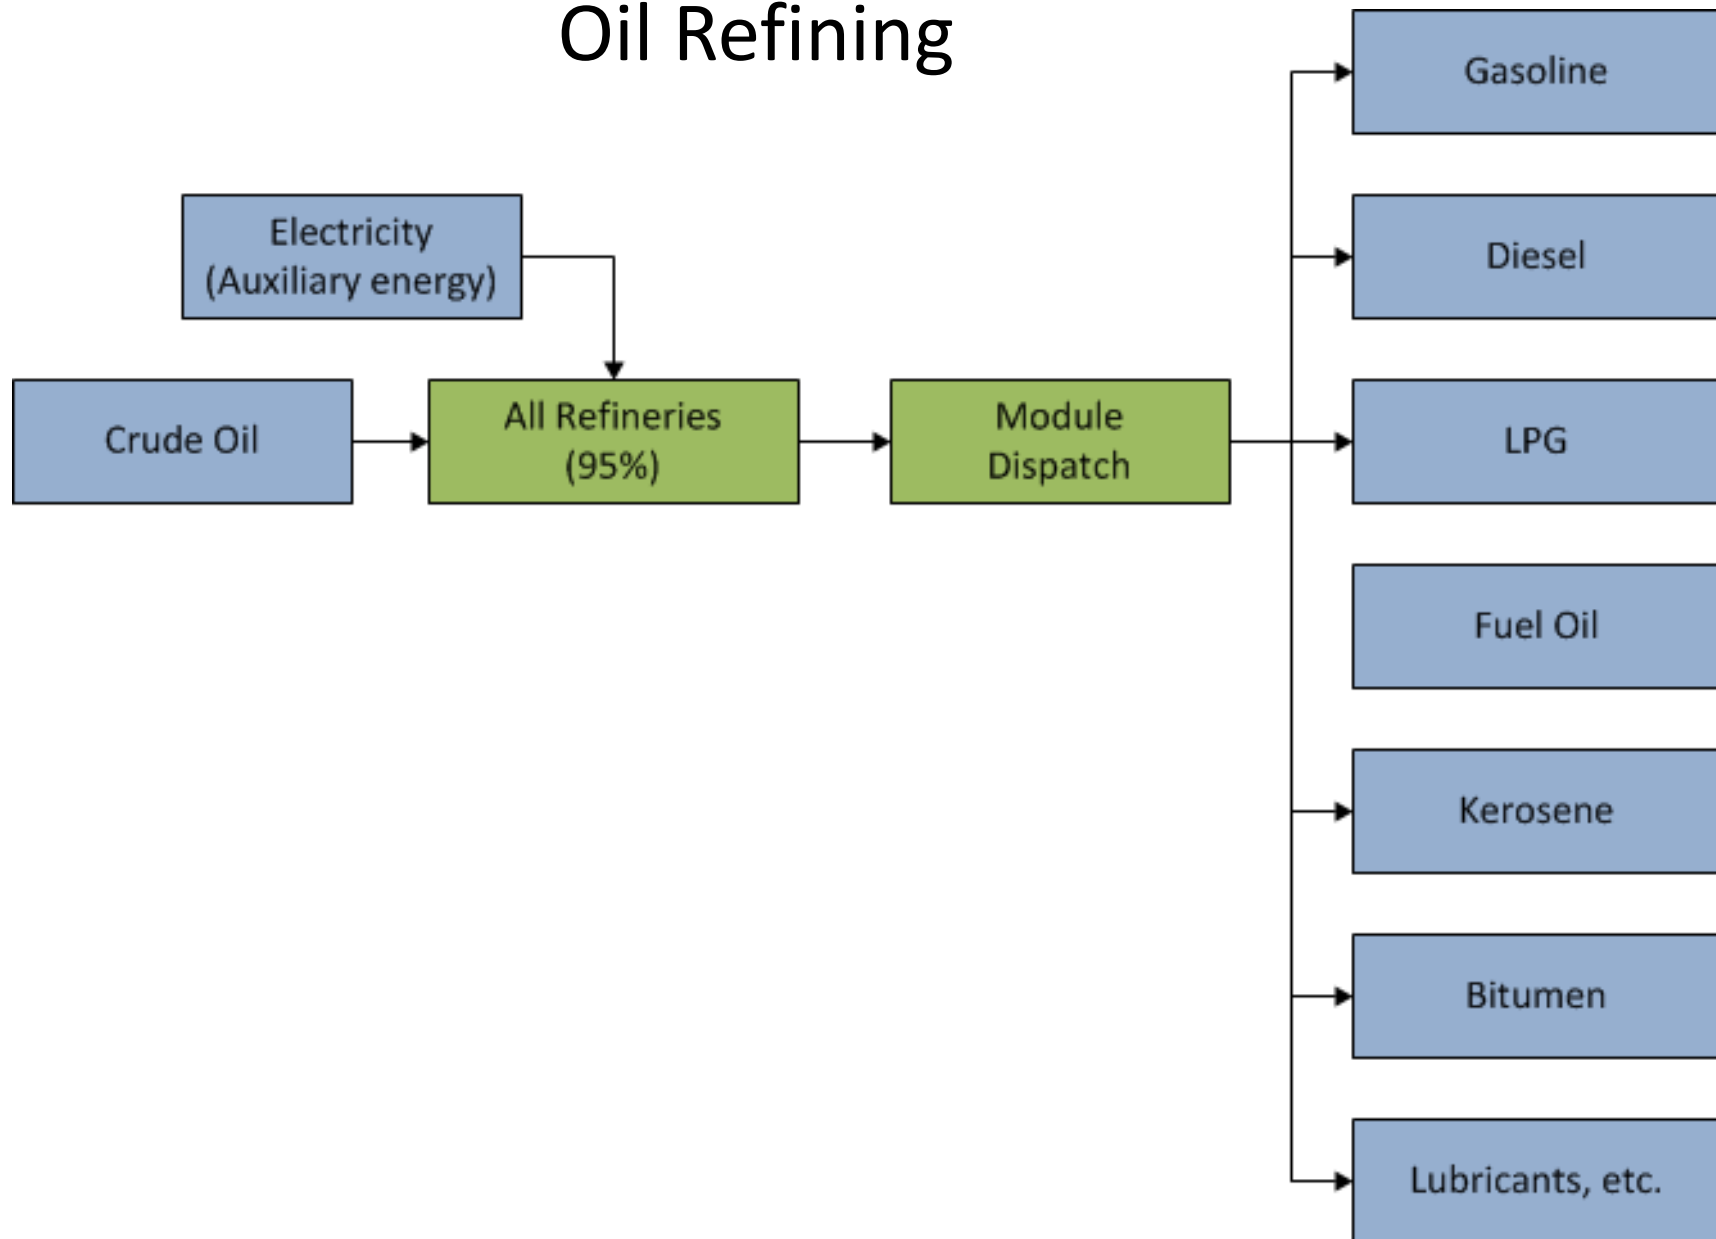 Oil Refining
Gasoline
Electricity
(Auxiliary energy)
Diesel
Crude Oil
All Refineries
(95%)
Module
Dispatch
LPG
Fuel Oil
Kerosene
Bitumen
Lubricants, etc.